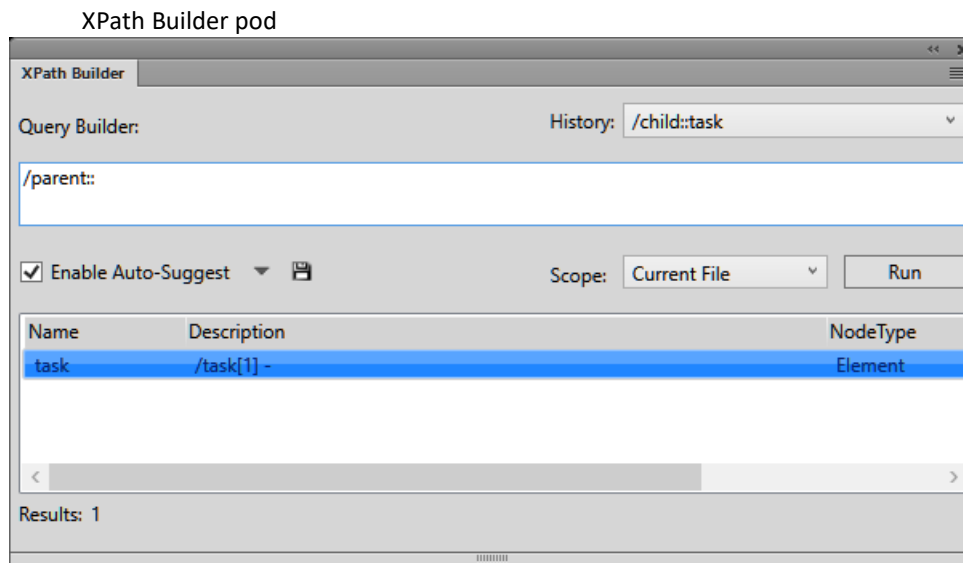 XPath Builder pod
XPath Builder
Query Builder: History: /child::task
/parent::
Enable Auto-Suggest Scope: Current File Run
Name Description NodeType
task /task[1] - Element
Results: 1